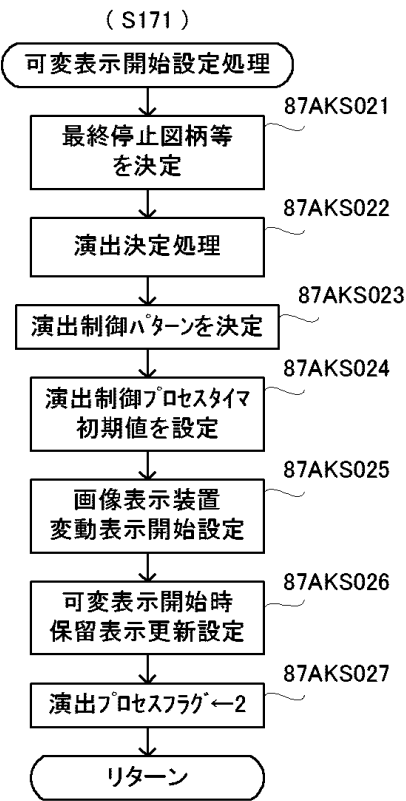 (S171)
可変表示開始設定処理
87AKS021
最終停止図柄等
を決定
87AKS022
演出決定処理
87AKS023
演出制御ﾊﾟﾀｰﾝを決定
87AKS024
演出制御ﾌﾟﾛｾｽﾀｲﾏ
初期値を設定
87AKS025
画像表示装置
変動表示開始設定
87AKS026
可変表示開始時
保留表示更新設定
87AKS027
演出ﾌﾟﾛｾｽﾌﾗｸﾞ←2
リターン